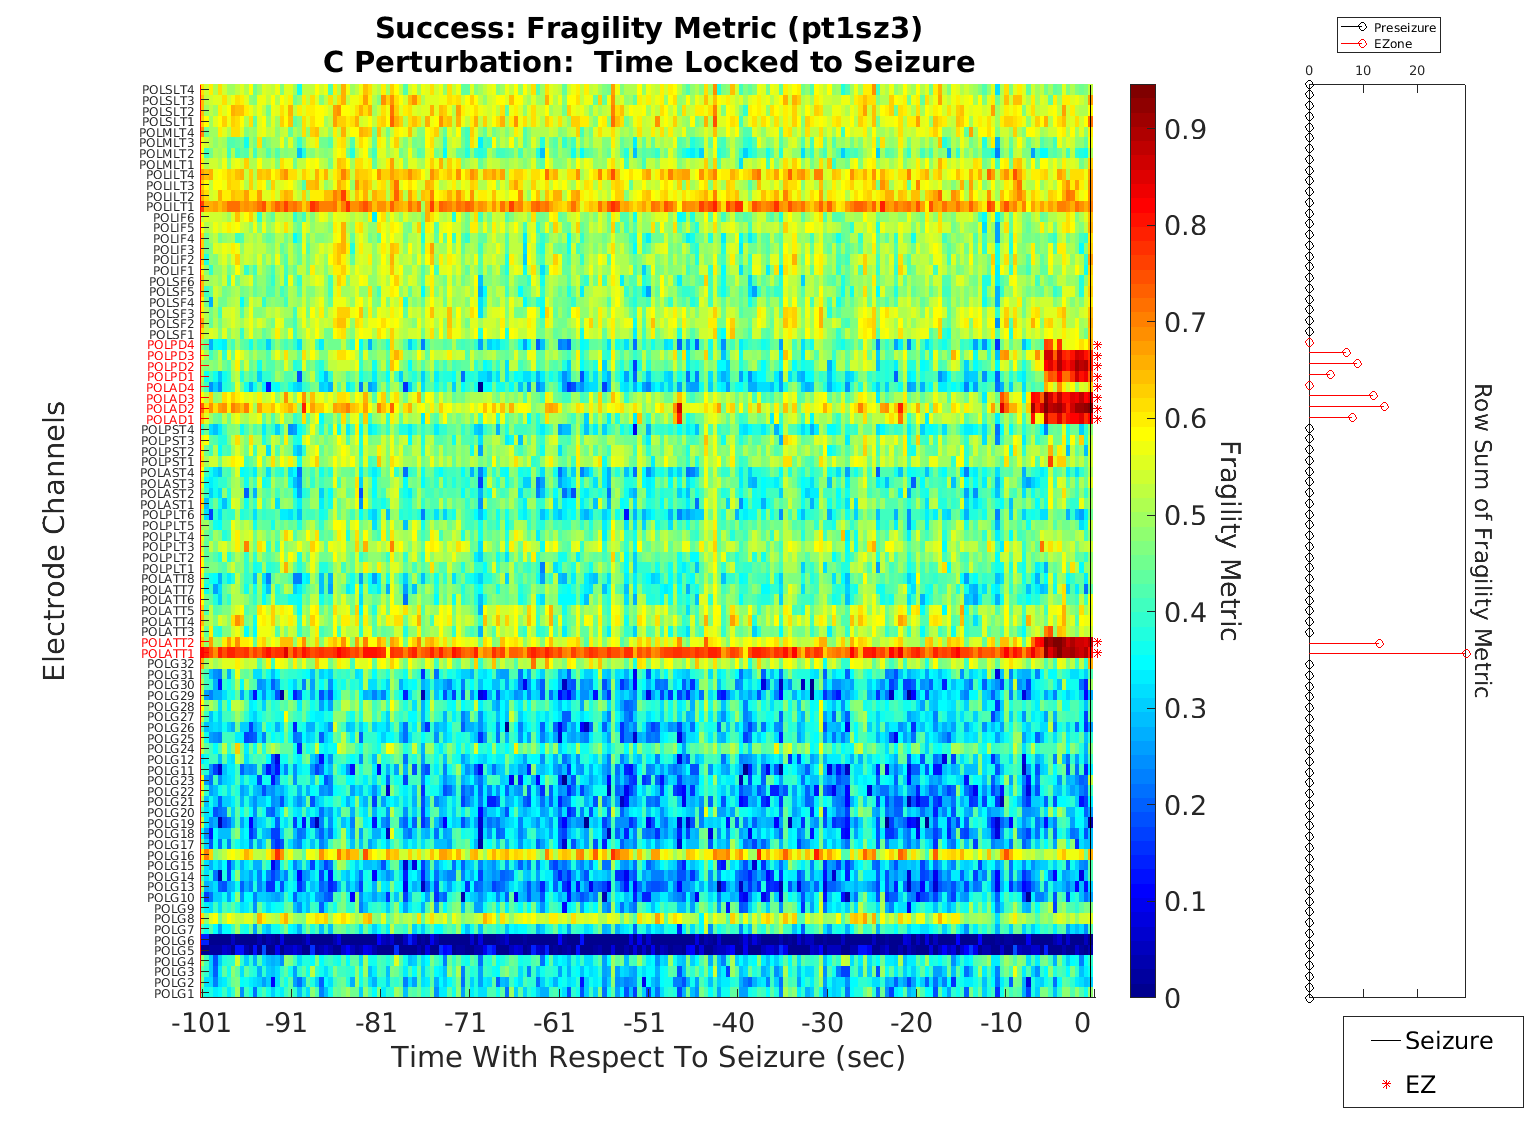 Success: Fragility Metric (pt1sz3)
C Perturbation:  Time Locked to Seizure
Preseizure
EZone
0 10 20
POLSLT4
POLSLT3
POLSLT2
POLSLT1
POLMLT4
POLMLT3
POLMLT2
POLMLT1
POLILT4
POLILT3
POLILT2
POLILT1
POLIF6
POLIF5
POLIF4
POLIF3
POLIF2
POLIF1
POLSF6
POLSF5
POLSF4
POLSF3
POLSF2
POLSF1
POLPD4
POLPD3
POLPD2
POLPD1
POLAD4
POLAD3
POLAD2
POLAD1
POLPST4
POLPST3
POLPST2
POLPST1
POLAST4
POLAST3
POLAST2
POLAST1
POLPLT6
POLPLT5
POLPLT4
POLPLT3
POLPLT2
POLPLT1
POLATT8
POLATT7
POLATT6
POLATT5
POLATT4
POLATT3
POLATT2
POLATT1
POLG32
POLG31
POLG30
POLG29
POLG28
POLG27
POLG26
POLG25
POLG24
POLG12
POLG11
POLG23
POLG22
POLG21
POLG20
POLG19
POLG18
POLG17
POLG16
POLG15
POLG14
POLG13
POLG10
POLG9
POLG8
POLG7
POLG6
POLG5
POLG4
POLG3
POLG2
POLG1
Electrode Channels
-101 -91 -81 -71 -61 -51 -40 -30 -20 -10 0
Time With Respect To Seizure (sec)
0.9
0.8
0.7
0.6
0.5
0.4
0.3
0.2
0.1
0
Fragility Metric
Row Sum of Fragility Metric
Seizure
EZ